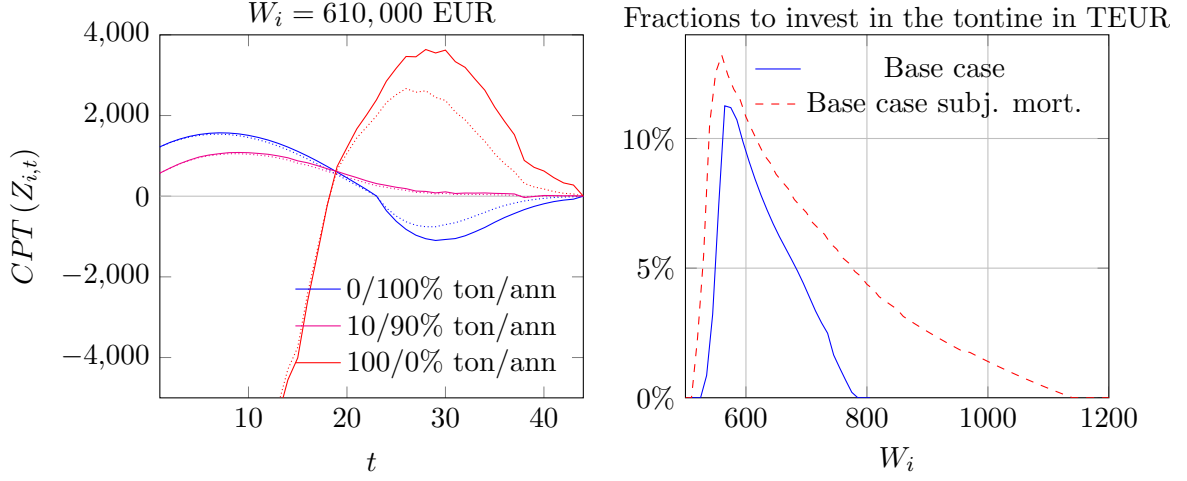 W_i = 610,000 EUR
4,000
2,000
0
−2,000
−4,000
CPT (Z_{i,t})
0/100% ton/ann
10/90% ton/ann
100/0% ton/ann
10 20 30 40
t
Fractions to invest in the tontine in TEUR
Base case
Base case subj. mort.
10%
5%
0%
600 800 1000 1200
W_i